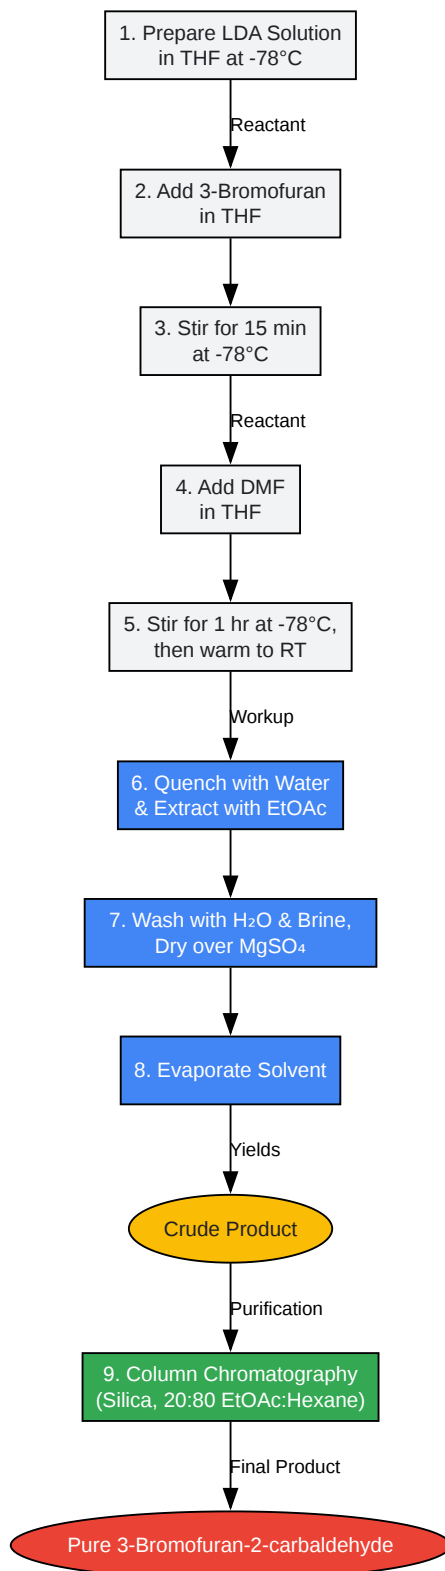 1. Prepare LDA Solution
in THF at -78°C
Reactant
2. Add 3-Bromofuran
in THF
3. Stir for 15 min
at -78°C
Reactant
4. Add DMF
in THF
5. Stir for 1 hr at -78°C,
then warm to RT
Workup
6. Quench with Water
& Extract with EtOAc
7. Wash with H₂O & Brine,
Dry over MgSO₄
8. Evaporate Solvent
Yields
Crude Product
Purification
9. Column Chromatography
(Silica, 20:80 EtOAc:Hexane)
Final Product
Pure 3-Bromofuran-2-carbaldehyde